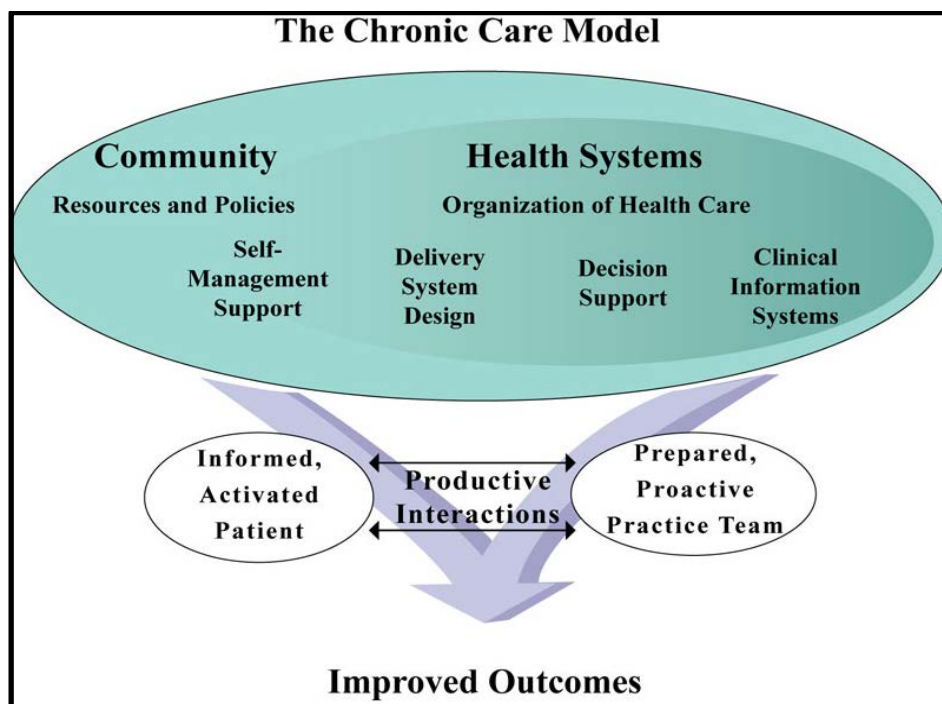 The Chronic Care Model
Community
Resources and Policies
Health Systems
Organization of Health Care
Self-
Management
Support
Delivery
System
Design
Decision
Support
Clinical
Information
Systems
Informed,
Activated
Patient
Productive
Interactions
Prepared,
Proactive
Practice Team
Improved Outcomes